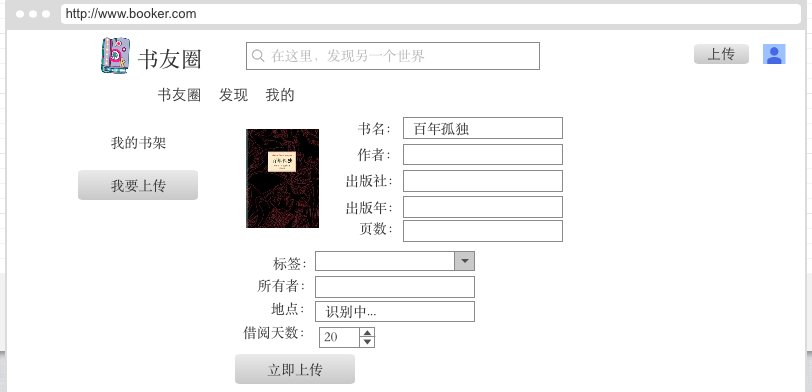 http://www.booker.com
书友圈
在这里，发现另一个世界
上传
书友圈 发现 我的
我的书架
我要上传
百年孤独
书名： 百年孤独
作者：
出版社：
出版年：
页数：
标签：
所有者：
地点： 识别中...
借阅天数： 20
立即上传